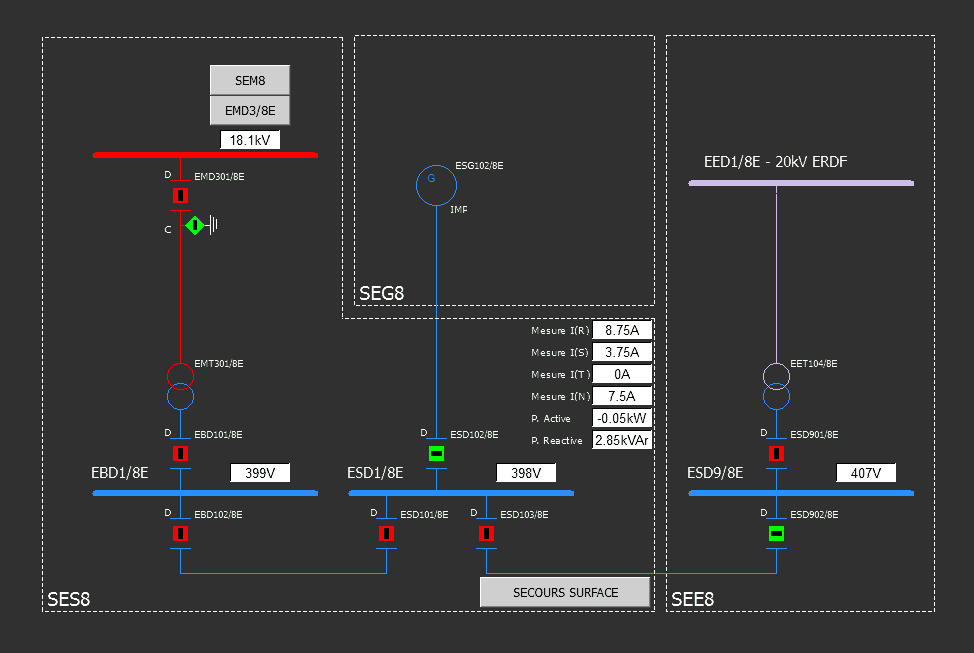 SEM8
EMD3/8E
18.1kV
D
EMD301/8E
C
EMT301/8E
D
EBD101/8E
EBD1/8E
399V
D
EBD102/8E
SES8
G
ESG102/8E
IMP
SEG8
Mesure I(R) 8.75A
Mesure I(S) 3.75A
Mesure I(T) 0A
Mesure I(N) 7.5A
P. Active -0.05kW
P. Reactive 2.85kVAr
D
ESD102/8E
ESD1/8E
398V
D
ESD101/8E
D
ESD103/8E
SECOURS SURFACE
EED1/8E - 20kV ERDF
EET104/8E
D
ESD901/8E
ESD9/8E
407V
D
ESD902/8E
SEE8